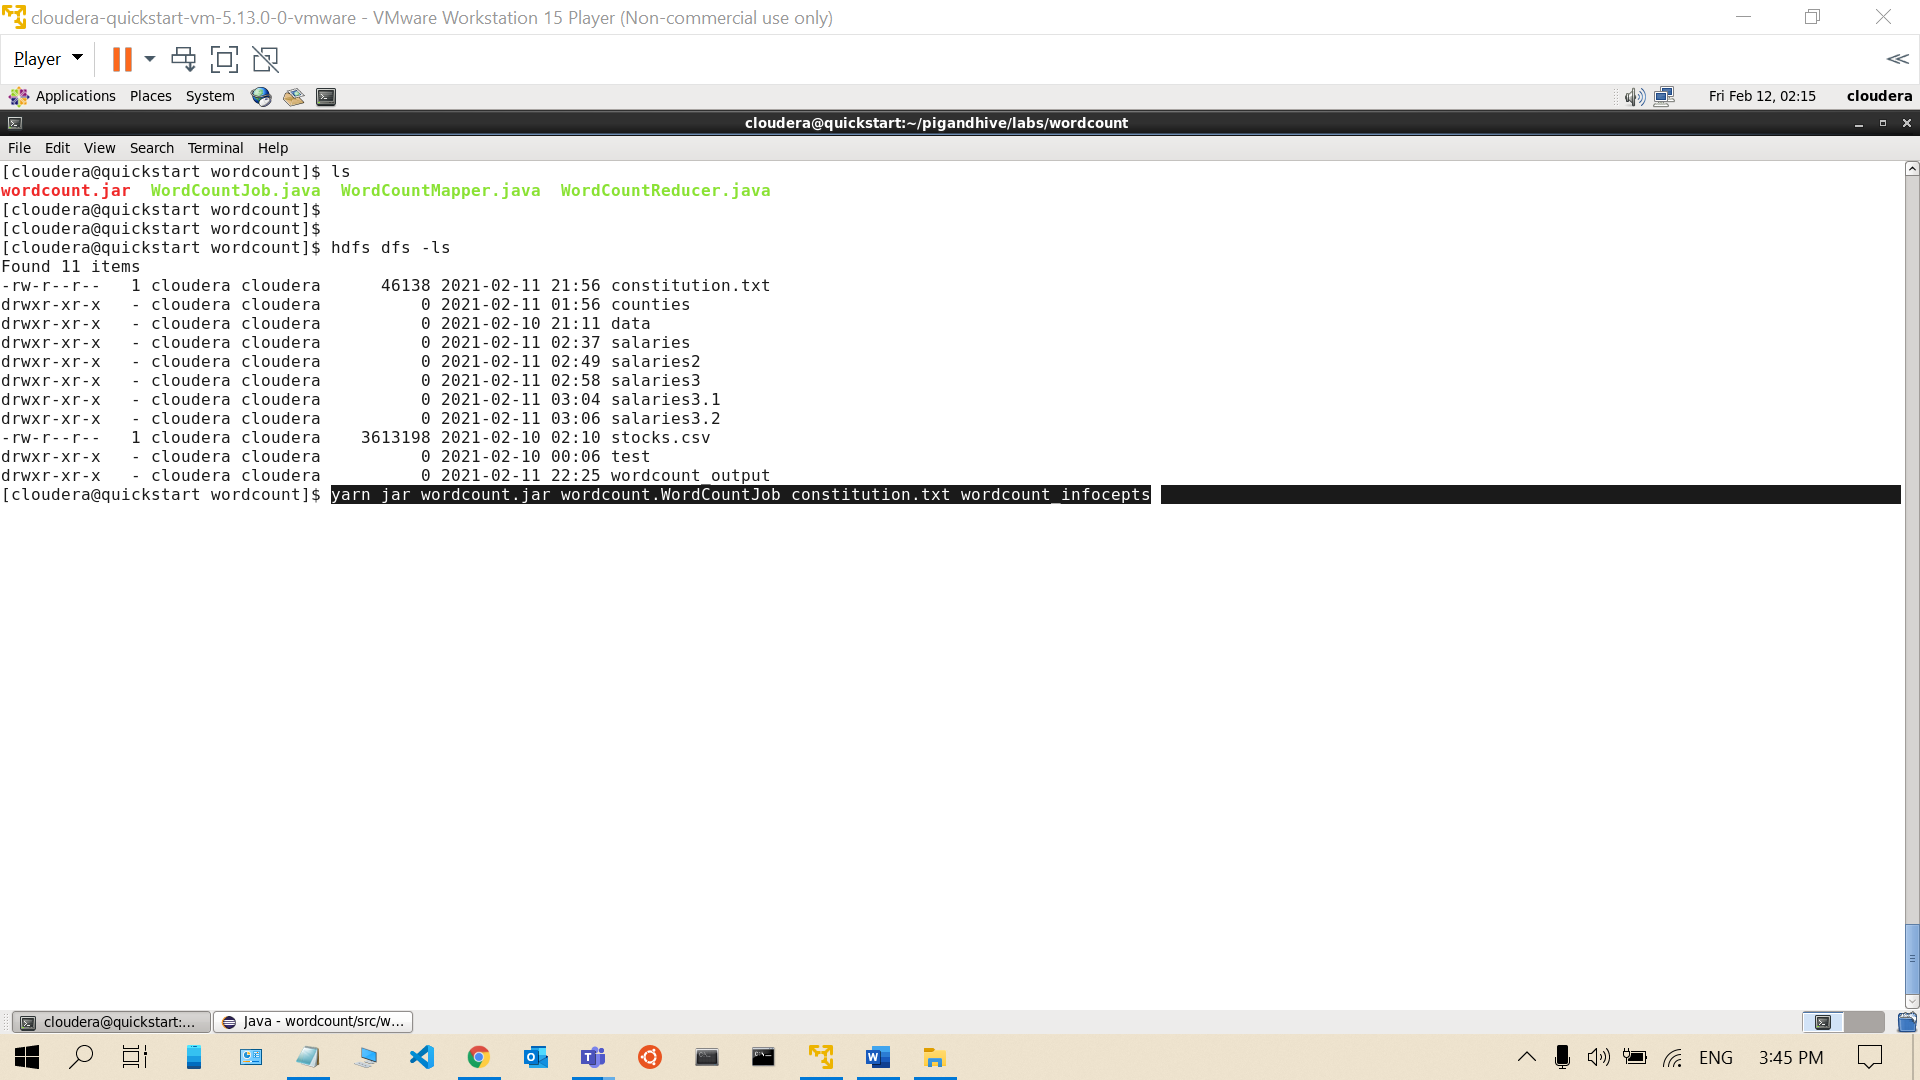 cloudera-quickstart-vm-5.13.0-0-vmware - VMware Workstation 15 Player (Non-commercial use only)
Player
Applications Places System Fri Feb 12, 02:15 cloudera
cloudera@quickstart:~/pigandhive/labs/wordcount
File Edit View Search Terminal Help
[cloudera@quickstart wordcount]$ ls
wordcount.jar  WordCountJob.java  WordCountMapper.java  WordCountReducer.java
[cloudera@quickstart wordcount]$
[cloudera@quickstart wordcount]$
[cloudera@quickstart wordcount]$ hdfs dfs -ls
Found 11 items
-rw-r--r--   1 cloudera cloudera      46138 2021-02-11 21:56 constitution.txt
drwxr-xr-x   - cloudera cloudera          0 2021-02-11 01:56 counties
drwxr-xr-x   - cloudera cloudera          0 2021-02-10 21:11 data
drwxr-xr-x   - cloudera cloudera          0 2021-02-11 02:37 salaries
drwxr-xr-x   - cloudera cloudera          0 2021-02-11 02:49 salaries2
drwxr-xr-x   - cloudera cloudera          0 2021-02-11 02:58 salaries3
drwxr-xr-x   - cloudera cloudera          0 2021-02-11 03:04 salaries3.1
drwxr-xr-x   - cloudera cloudera          0 2021-02-11 03:06 salaries3.2
-rw-r--r--   1 cloudera cloudera    3613198 2021-02-10 02:10 stocks.csv
drwxr-xr-x   - cloudera cloudera          0 2021-02-10 00:06 test
drwxr-xr-x   - cloudera cloudera          0 2021-02-11 22:25 wordcount_output
[cloudera@quickstart wordcount]$ yarn jar wordcount.jar wordcount.WordCountJob constitution.txt wordcount_infocepts
cloudera@quickstart:... Java - wordcount/src/w...
ENG 3:45 PM